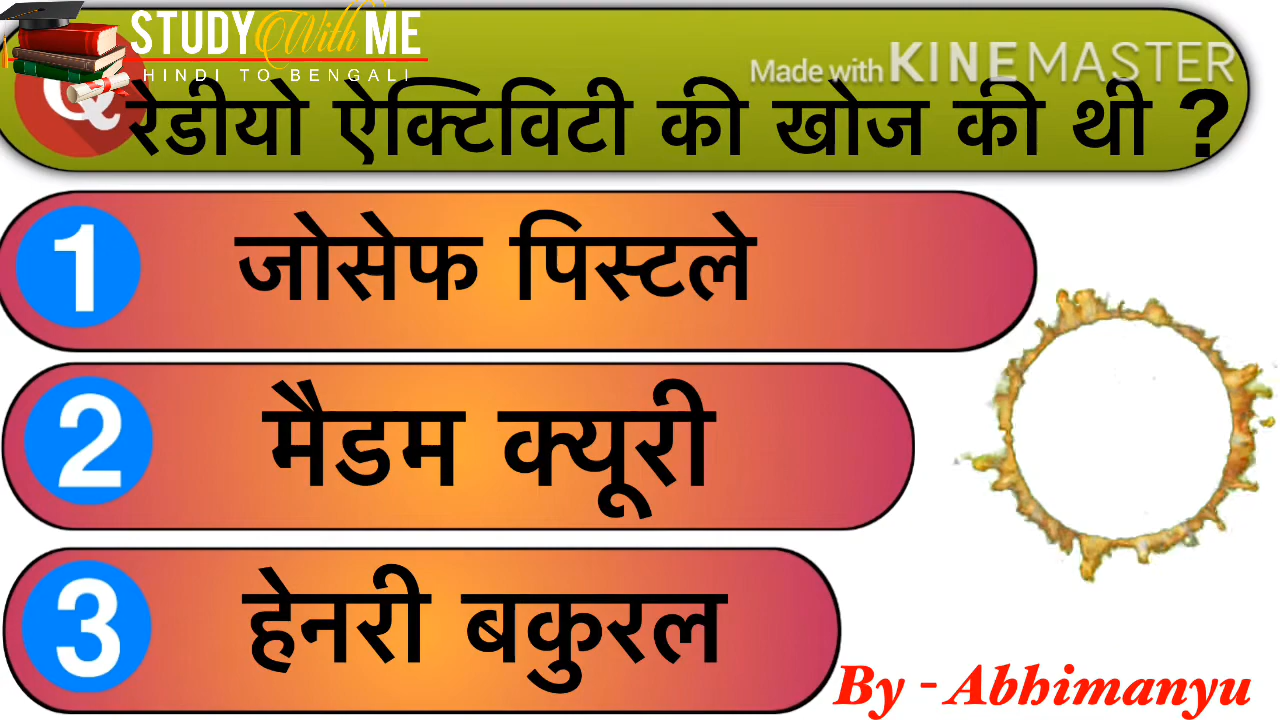 STUDY With ME
HINDI TO BENGALI
Made with KINEMASTER
Q
रेडीयो ऐक्टिविटी की खोज की थी ?
1 जोसेफ पिस्टले
2 मैडम क्यूरी
3 हेनरी बकुरल
By - Abhimanyu